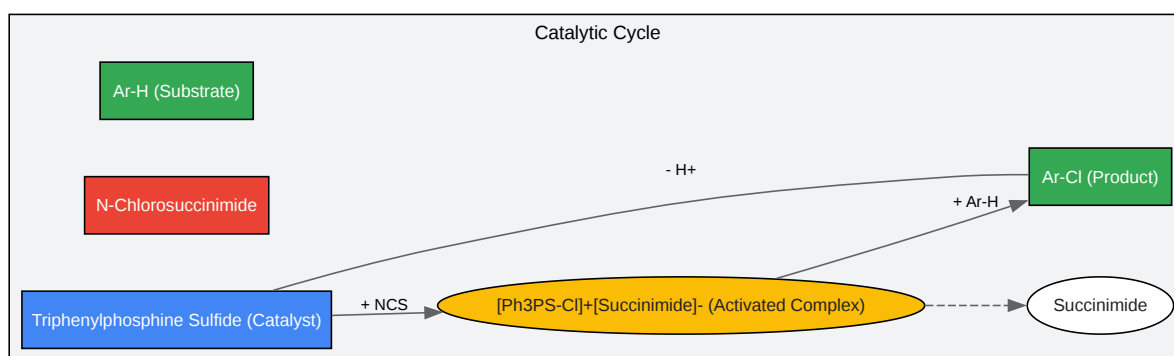 Catalytic Cycle
Ar-H (Substrate)
- H+
Ar-Cl (Product)
N-Chlorosuccinimide
+ Ar-H
Triphenylphosphine Sulfide (Catalyst)
+ NCS
[Ph3PS-Cl]+[Succinimide]- (Activated Complex)
Succinimide